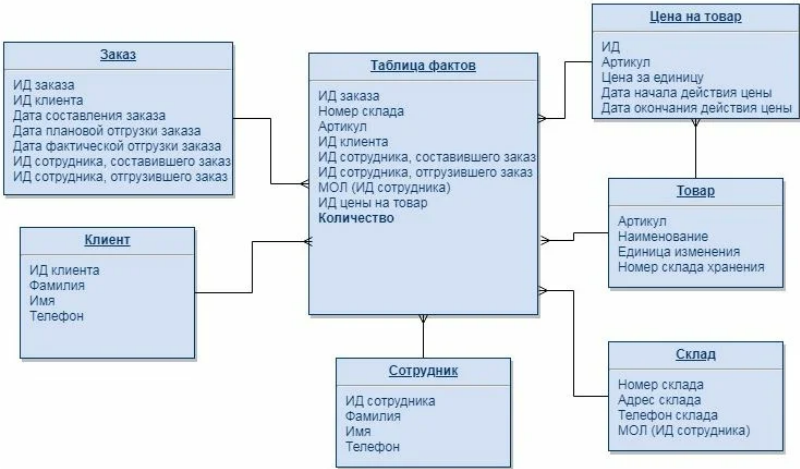 Заказ
ИД заказа
ИД клиента
Дата составления заказа
Дата плановой отгрузки заказа
Дата фактической отгрузки заказа
ИД сотрудника, составившего заказ
ИД сотрудника, отгрузившего заказ
Клиент
ИД клиента
Фамилия
Имя
Телефон
Таблица фактов
ИД заказа
Номер склада
Артикул
ИД клиента
ИД сотрудника, составившего заказ
ИД сотрудника, отгрузившего заказ
МОЛ (ИД сотрудника)
ИД цены на товар
Количество
Сотрудник
ИД сотрудника
Фамилия
Имя
Телефон
Цена на товар
ИД
Артикул
Цена за единицу
Дата начала действия цены
Дата окончания действия цены
Товар
Артикул
Наименование
Единица изменения
Номер склада хранения
Склад
Номер склада
Адрес склада
Телефон склада
МОЛ (ИД сотрудника)